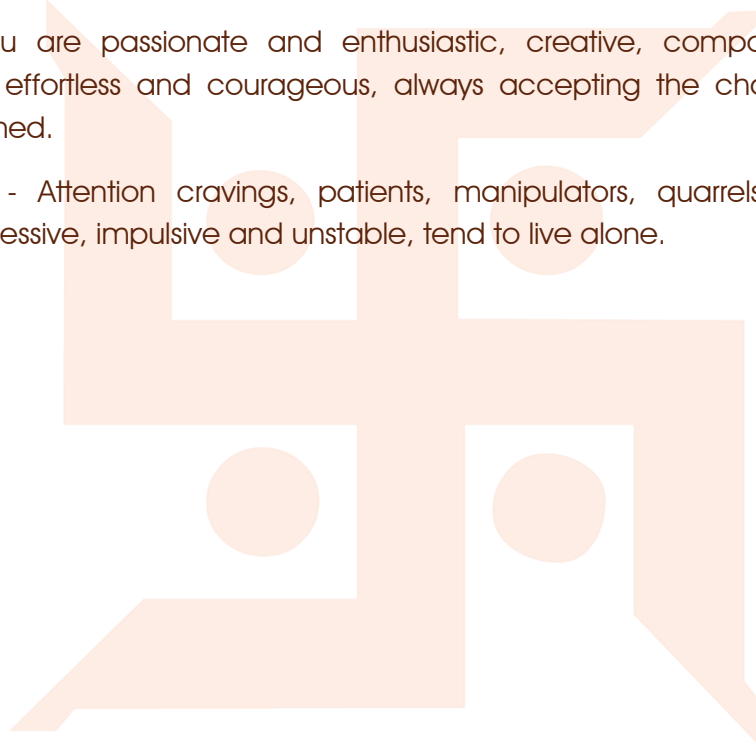 u are passionate and enthusiastic, creative, compa
effortless and courageous, always accepting the cha
ned.
- Attention cravings, patients, manipulators, quarrels
essive, impulsive and unstable, tend to live alone.